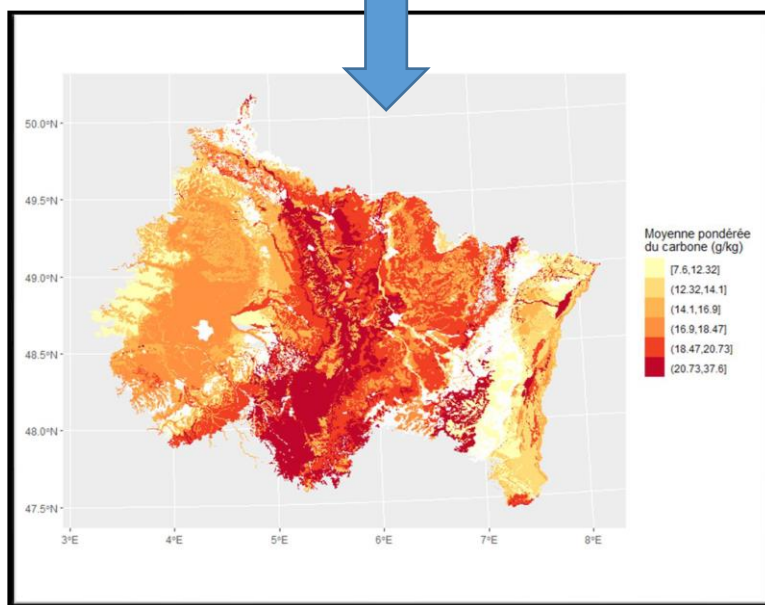 50.0°N
49.5°N
49.0°N
48.5°N
48.0°N
47.5°N
3°E 4°E 5°E 6°E 7°E 8°E
Moyenne pondérée
du carbone (g/kg)
[7.6,12.32]
(12.32,14.1]
(14.1,16.9]
(16.9,18.47]
(18.47,20.73]
(20.73,37.6]